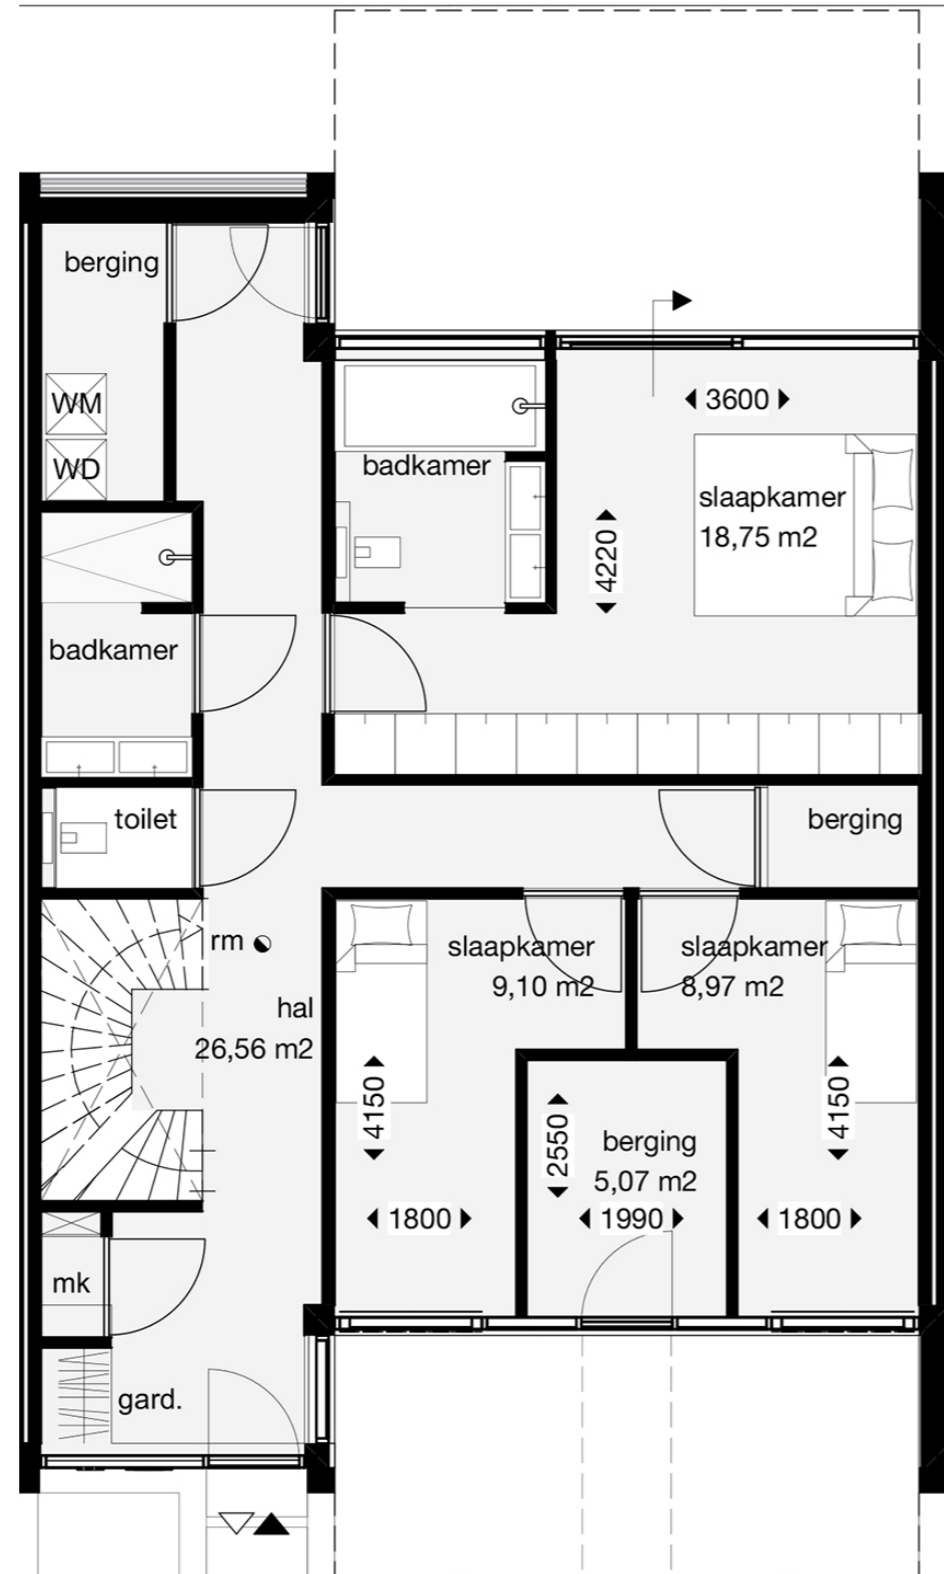 berging
WM
WD
badkamer
3600
slaapkamer
18,75 m2
4220
badkamer
toilet
berging
rm
hal
26,56 m2
slaapkamer
9,10 m2
slaapkamer
8,97 m2
4150
4150
2550
berging
5,07 m2
1800
1990
1800
mk
gard.